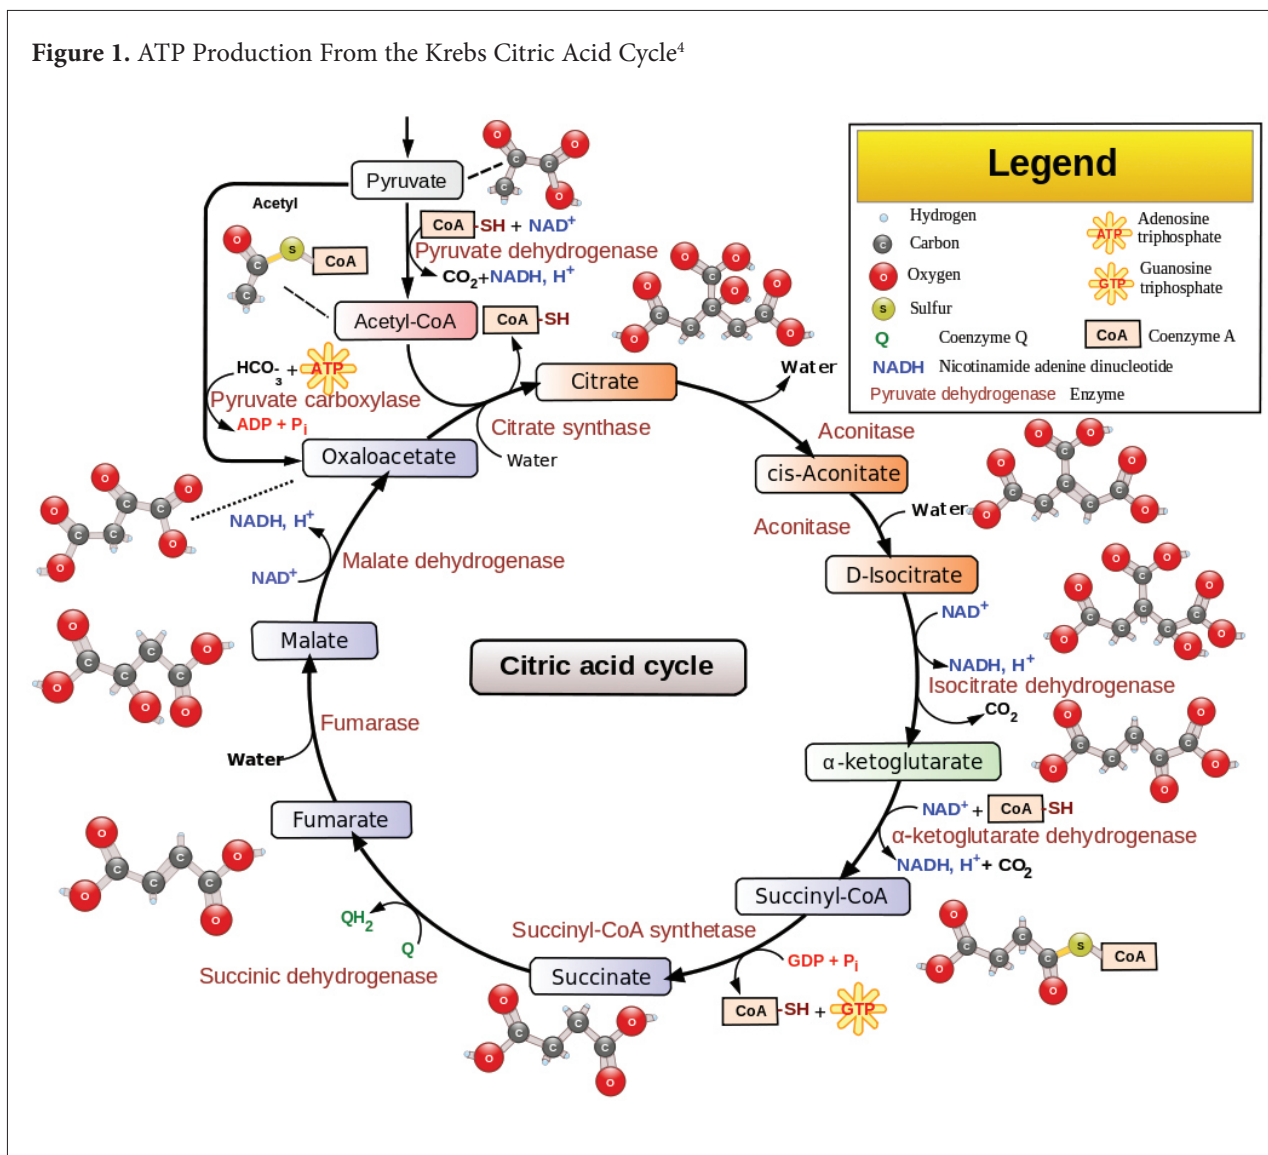 Figure 1. ATP Production From the Krebs Citric Acid Cycle4
Pyruvate
Acetyl
CoA-SH + NAD+
Pyruvate dehydrogenase
CO2+NADH, H+
O
C
O
C
C
O
O
C
S
CoA
C
Acetyl-CoA
CoA-SH
HCO-3 + ATP
Pyruvate carboxylase
ADP + Pi
Oxaloacetate
Citrate
Citrate synthase
Water
Water
Aconitase
cis-Aconitate
Aconitase
Water
D-Isocitrate
NAD+
NADH, H+
Isocitrate dehydrogenase
CO2
α-ketoglutarate
NAD+ + CoA-SH
α-ketoglutarate dehydrogenase
NADH, H+ + CO2
Succinyl-CoA
S
CoA
Succinyl-CoA synthetase
GDP + Pi
CoA-SH + GTP
Succinate
QH2
Q
Succinic dehydrogenase
Fumarate
Water
Fumarase
Malate
NADH, H+
NAD+
Malate dehydrogenase
Citric acid cycle
Legend
Hydrogen
C Carbon
O Oxygen
S Sulfur
Q Coenzyme Q
ATP Adenosine
triphosphate
GTP Guanosine
triphosphate
CoA Coenzyme A
NADH Nicotinamide adenine dinucleotide
Pyruvate dehydrogenase Enzyme